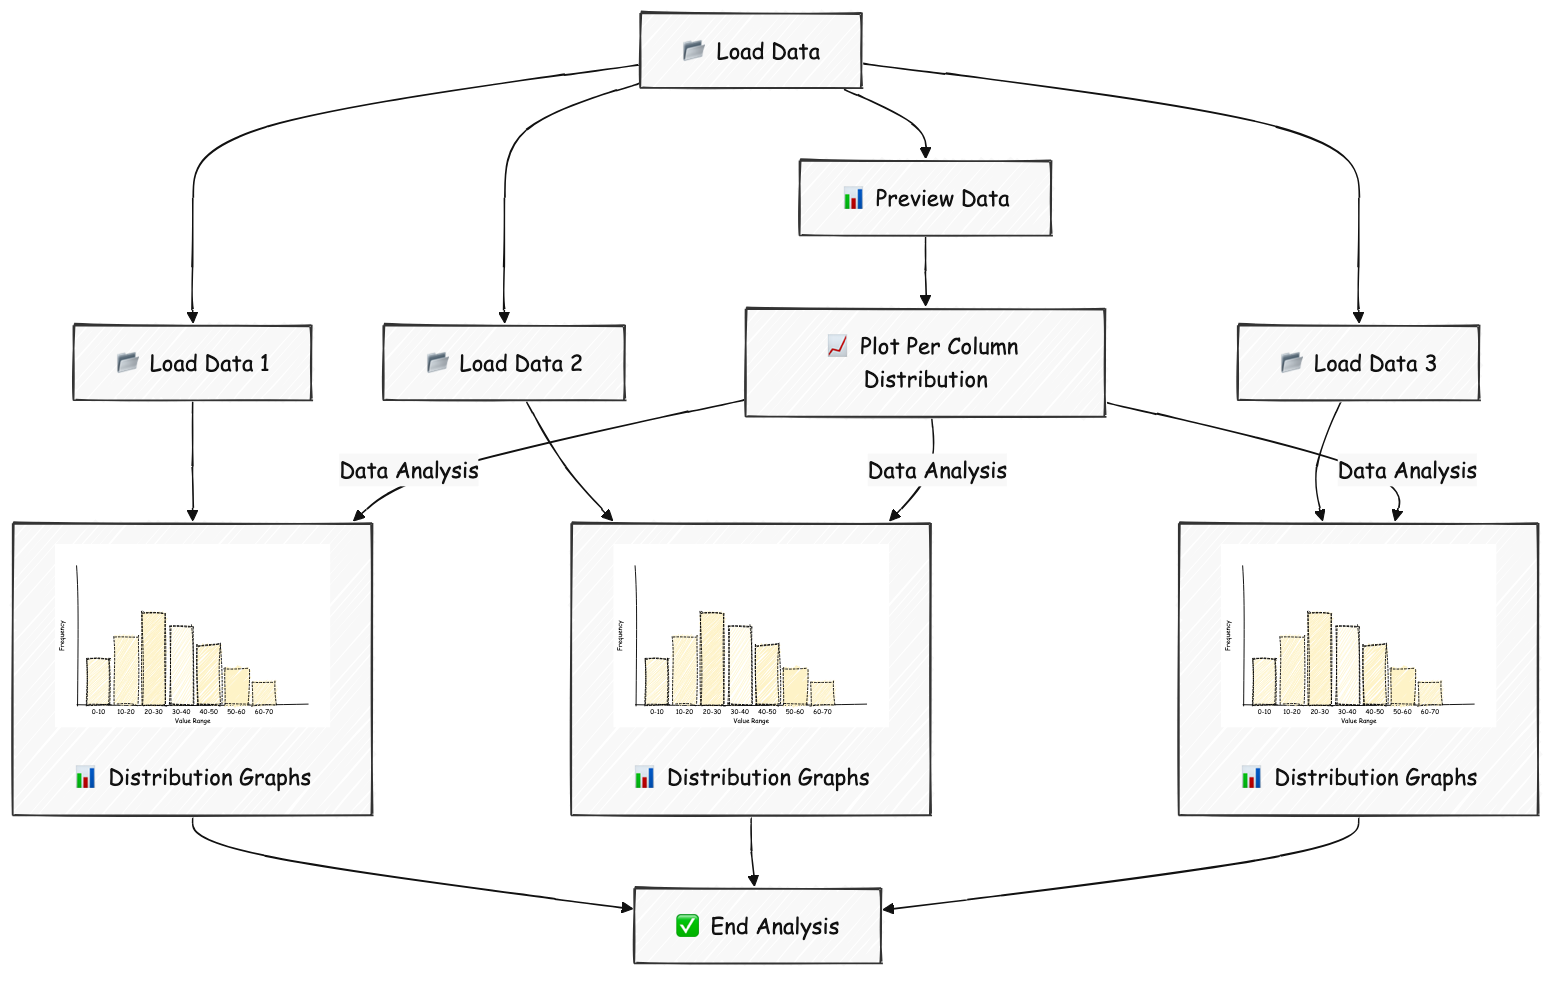 Load Data
Preview Data
Load Data 1
Load Data 2
Plot Per Column
Distribution
Load Data 3
Data Analysis
Data Analysis
Data Analysis
Frequency
0-10 10-20 20-30 30-40 40-50 50-60 60-70
Value Range
Distribution Graphs
Frequency
0-10 10-20 20-30 30-40 40-50 50-60 60-70
Value Range
Distribution Graphs
Frequency
0-10 10-20 20-30 30-40 40-50 50-60 60-70
Value Range
Distribution Graphs
End Analysis